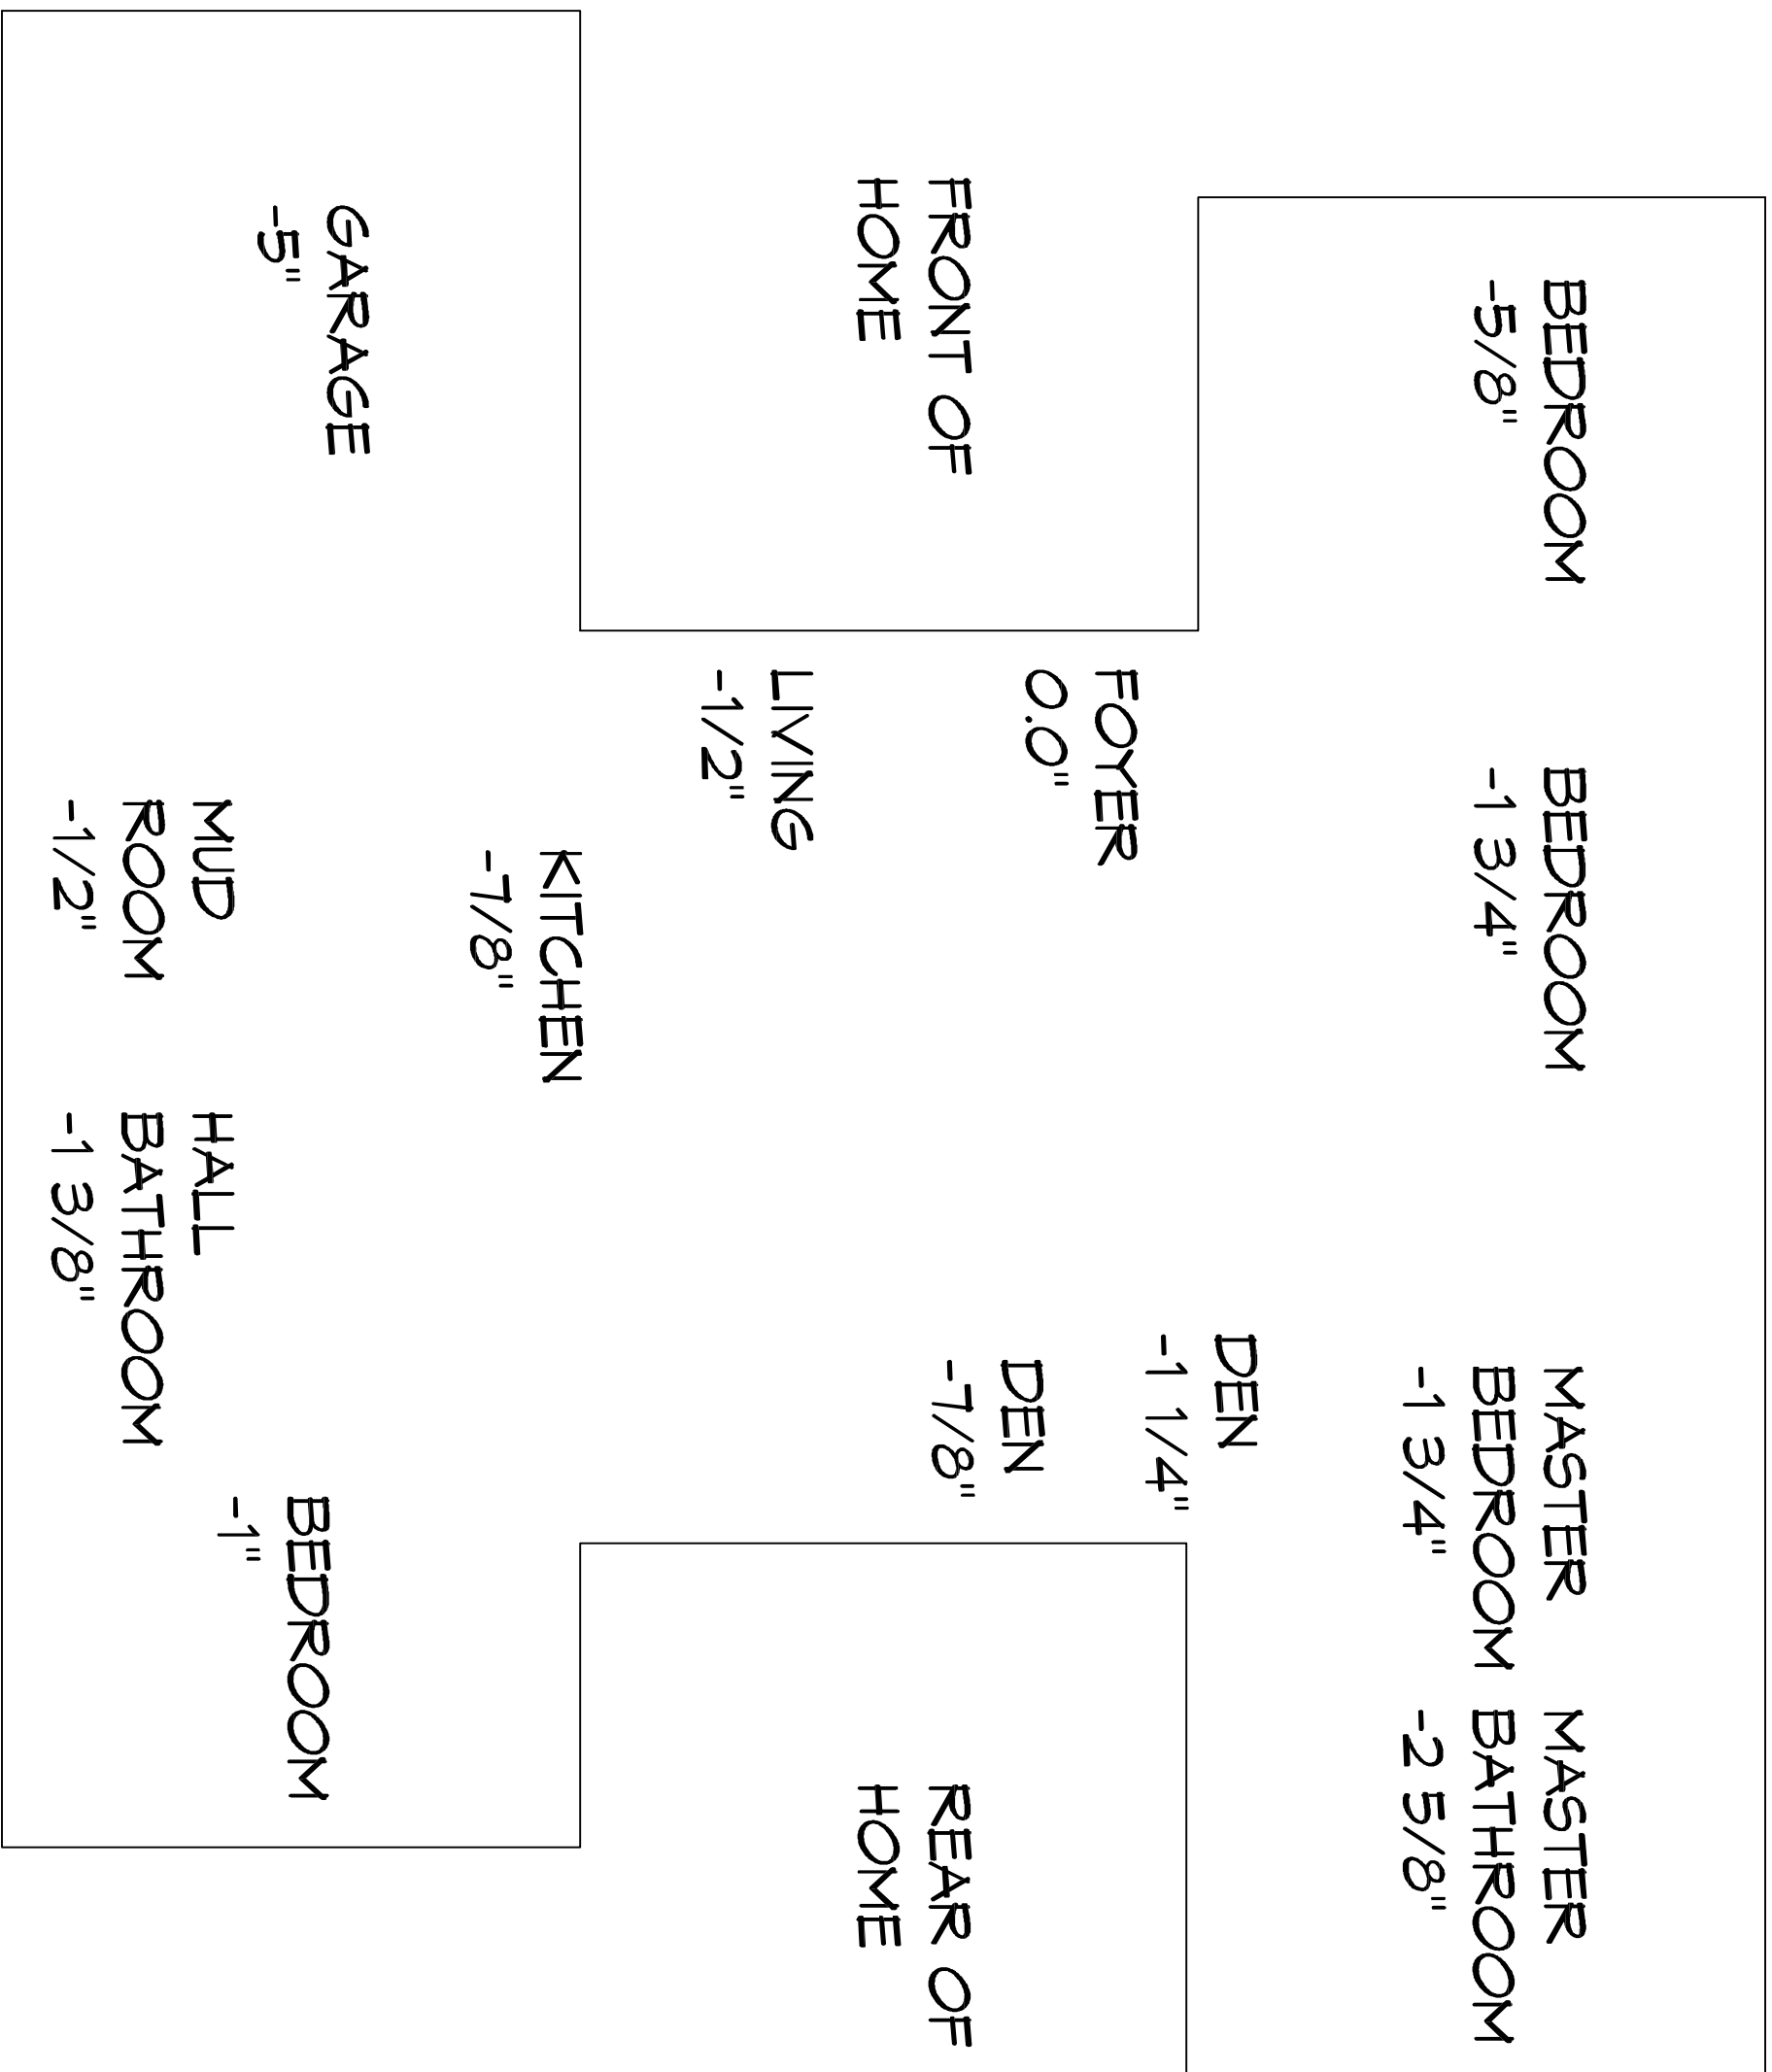 MASTER
BATHROOM
-2 5/8"
MASTER
BEDROOM
-1 3/4"
BEDROOM
-1 3/4"
BEDROOM
-5/8"
DEN
-1 1/4"
DEN
-7/8"
FOYER
0.0"
REAR OF
HOME
FRONT OF
HOME
LIVING
-1/2"
KITCHEN
-7/8"
GARAGE
-5"
BEDROOM
-1"
HALL
BATHROOM
-1 3/8"
MUD
ROOM
-1/2"